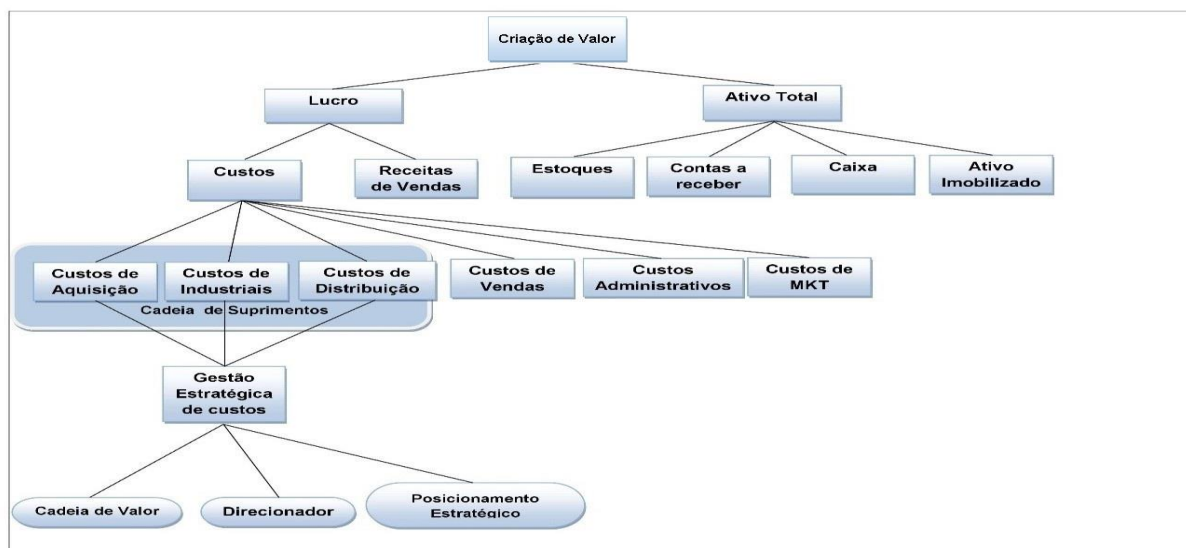 Criação de Valor
Lucro
Ativo Total
Custos
Receitas
de Vendas
Estoques
Contas a
receber
Caixa
Ativo
Imobilizado
Custos de
Aquisição
Custos de
Industriais
Custos de
Distribuição
Cadeia de Suprimentos
Custos de
Vendas
Custos
Administrativos
Custos de
MKT
Gestão
Estratégica
de custos
Cadeia de Valor
Direcionador
Posicionamento
Estratégico